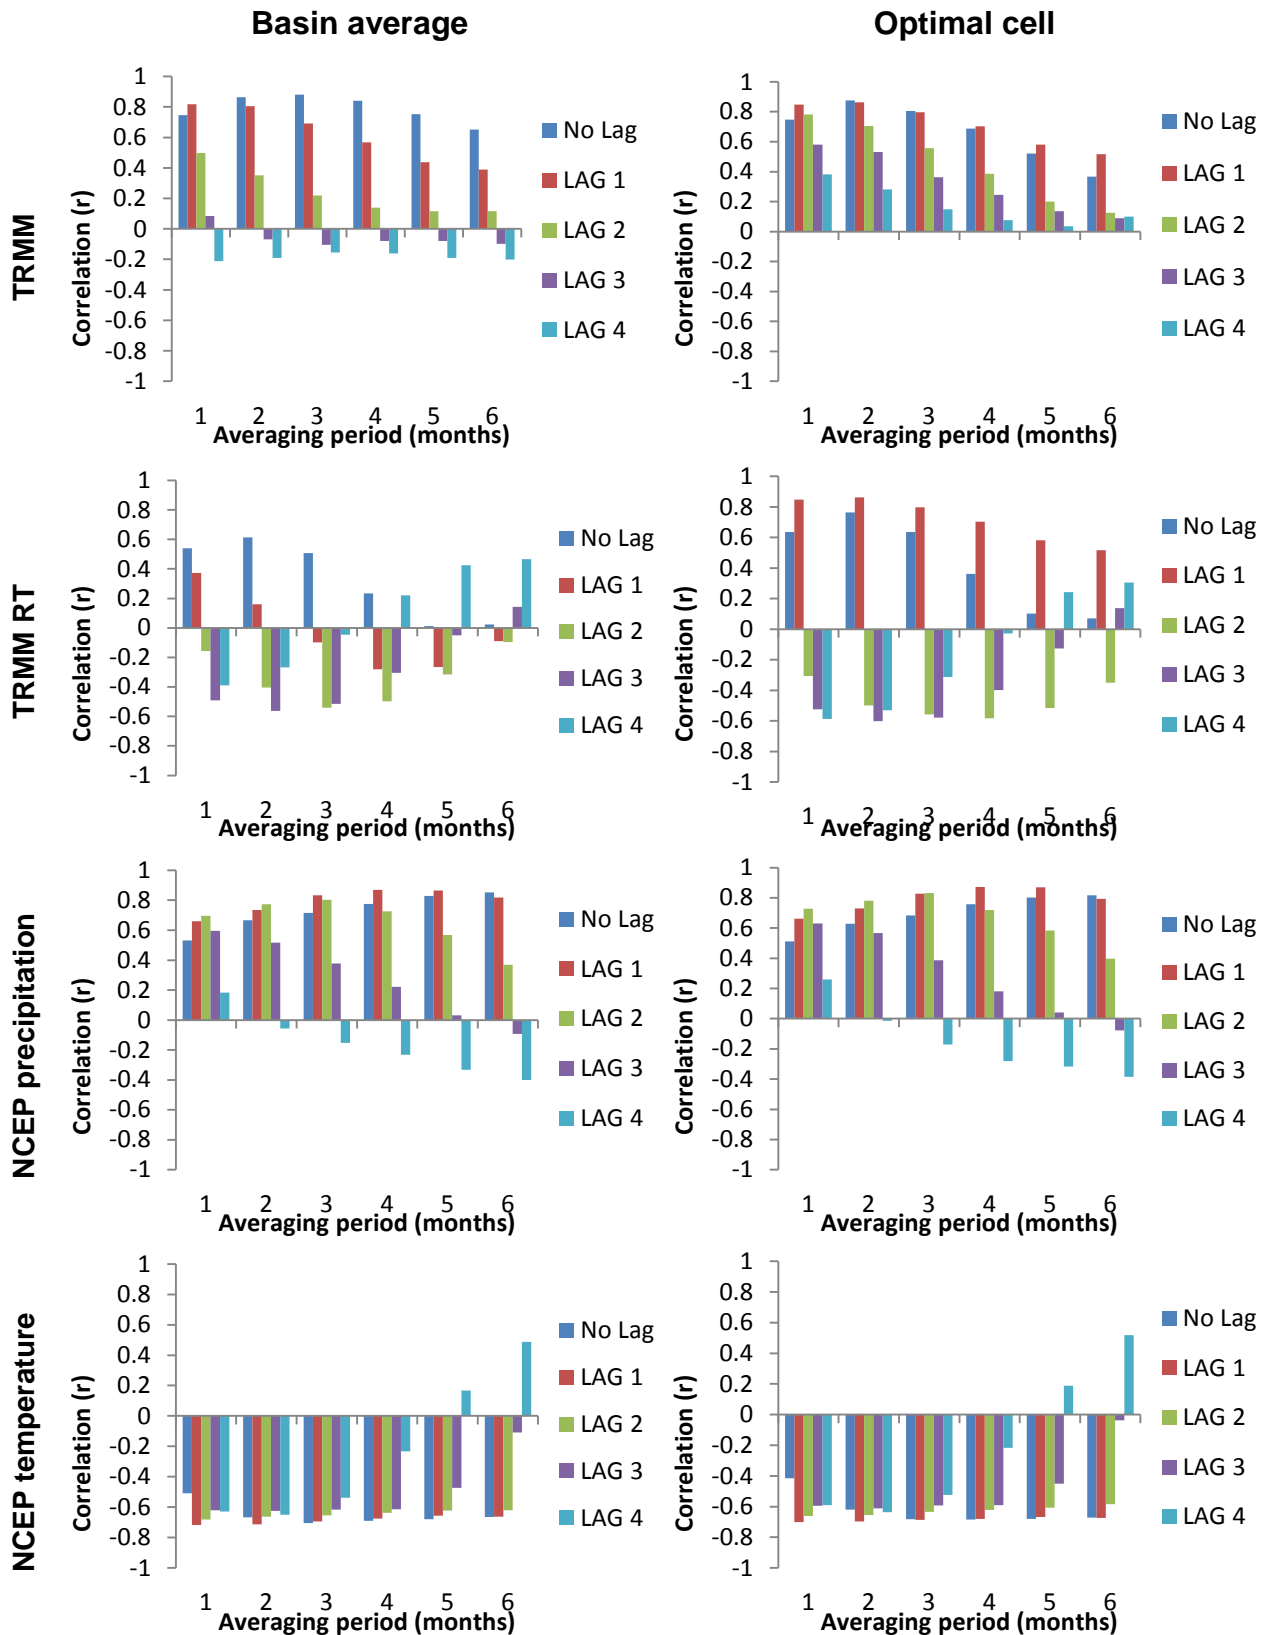 Basin average
Optimal cell
TRMM
Correlation (r)
1
0.8
0.6
0.4
0.2
0
-0.2
-0.4
-0.6
-0.8
-1
1 2 3 4 5 6
Averaging period (months)
No Lag
LAG 1
LAG 2
LAG 3
LAG 4
Correlation (r)
1
0.8
0.6
0.4
0.2
0
-0.2
-0.4
-0.6
-0.8
-1
1 2 3 4 5 6
Averaging period (months)
No Lag
LAG 1
LAG 2
LAG 3
LAG 4
TRMM RT
Correlation (r)
1
0.8
0.6
0.4
0.2
0
-0.2
-0.4
-0.6
-0.8
-1
1 2 3 4 5 6
Averaging period (months)
No Lag
LAG 1
LAG 2
LAG 3
LAG 4
Correlation (r)
1
0.8
0.6
0.4
0.2
0
-0.2
-0.4
-0.6
-0.8
-1
1 2 3 4 5 6
Averaging period (months)
No Lag
LAG 1
LAG 2
LAG 3
LAG 4
NCEP precipitation
Correlation (r)
1
0.8
0.6
0.4
0.2
0
-0.2
-0.4
-0.6
-0.8
-1
1 2 3 4 5 6
Averaging period (months)
No Lag
LAG 1
LAG 2
LAG 3
LAG 4
Correlation (r)
1
0.8
0.6
0.4
0.2
0
-0.2
-0.4
-0.6
-0.8
-1
1 2 3 4 5 6
Averaging period (months)
No Lag
LAG 1
LAG 2
LAG 3
LAG 4
NCEP temperature
Correlation (r)
1
0.8
0.6
0.4
0.2
0
-0.2
-0.4
-0.6
-0.8
-1
1 2 3 4 5 6
Averaging period (months)
No Lag
LAG 1
LAG 2
LAG 3
LAG 4
Correlation (r)
1
0.8
0.6
0.4
0.2
0
-0.2
-0.4
-0.6
-0.8
-1
1 2 3 4 5 6
Averaging period (months)
No Lag
LAG 1
LAG 2
LAG 3
LAG 4